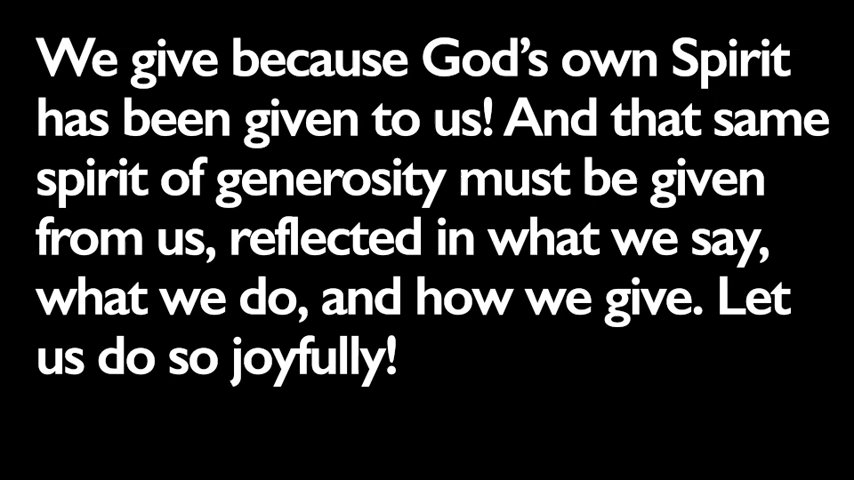 We give because God’s own Spirit
has been given to us! And that same
spirit of generosity must be given
from us, reflected in what we say,
what we do, and how we give. Let
us do so joyfully!